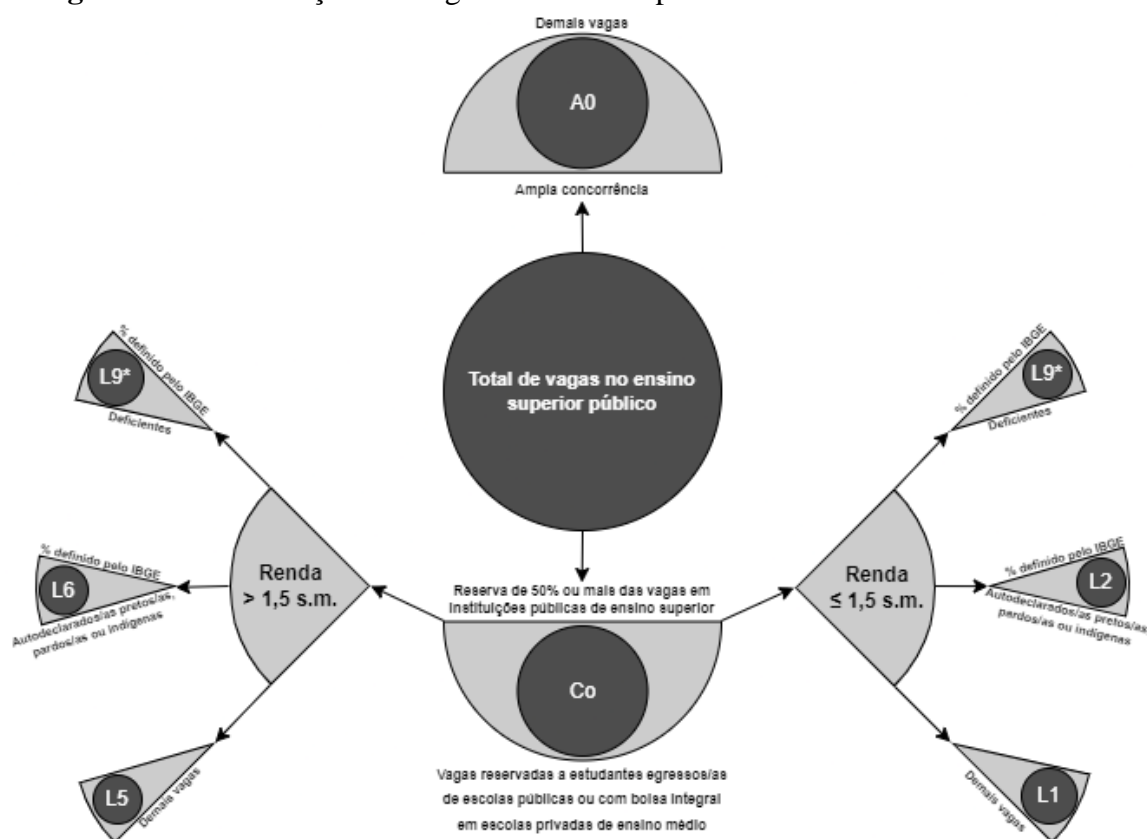 Demais vagas
A0
Ampla concorrência
Total de vagas no ensino
superior público
% definido pelo IBGE
L9*
Deficientes
% definido pelo IBGE
L9*
Deficientes
Renda
> 1,5 s.m.
% definido pelo IBGE
L6
Autodeclarados/as pretos/as,
pardos/as ou indígenas
Reserva de 50% ou mais das vagas em
instituições públicas de ensino superior
Renda
≤ 1,5 s.m.
% definido pelo IBGE
L2
Autodeclarados/as pretos/as,
pardos/as ou indígenas
Co
L5
Demais vagas
Vagas reservadas a estudantes egressos/as
de escolas públicas ou com bolsa integral
em escolas privadas de ensino médio
L1
Demais vagas